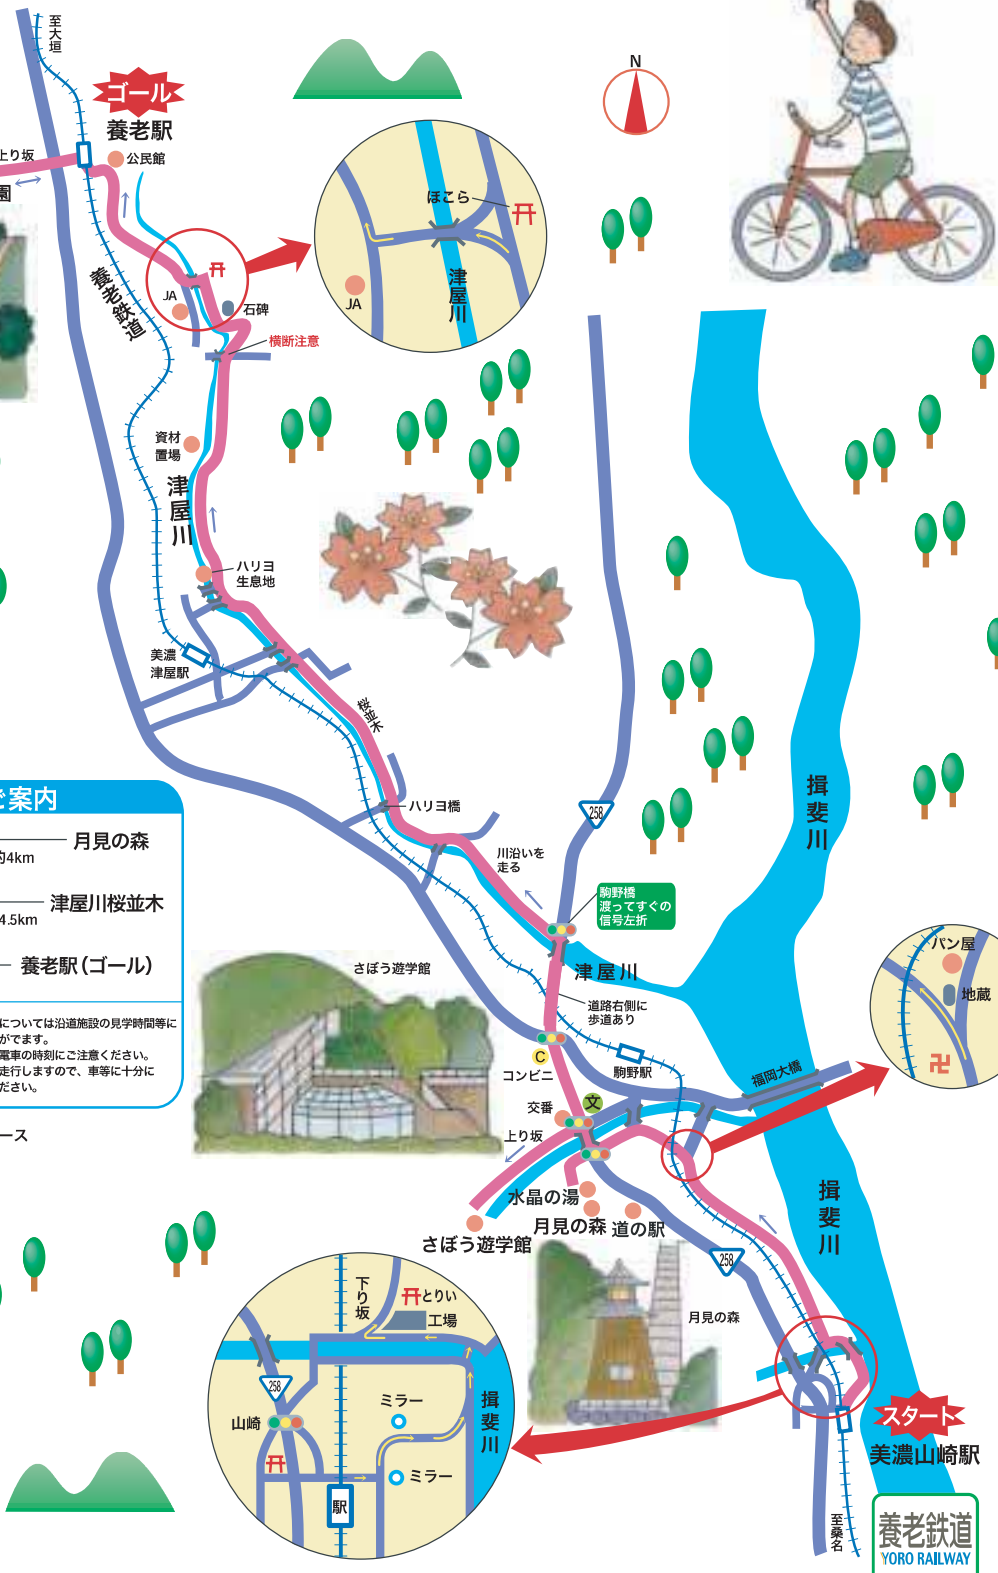 至大垣
ゴール
養老駅
上り坂
公民館
園
N
ほこら
津屋川
JA
養老鉄道
JA
石碑
横断注意
資材
置場
津屋川
ハリヨ
生息地
美濃
津屋駅
桜並木
ハリヨ橋
258
川沿いを
走る
駒野橋
渡ってすぐの
信号左折
揖斐川
ご案内
月見の森
約4km
津屋川桜並木
4.5km
養老駅（ゴール）
については沿道施設の見学時間等に
がでます。
電車の時刻にご注意ください。
走行しますので、車等に十分に
ださい。
ース
さぼう遊学館
津屋川
道路右側に
歩道あり
パン屋
地蔵
卍
C
コンビニ
駒野駅
福岡大橋
交番
文
上り坂
水晶の湯
月見の森
道の駅
さぼう遊学館
揖斐川
258
月見の森
下り坂
とりい
工場
258
山崎
ミラー
ミラー
揖斐川
駅
スタート
美濃山崎駅
至桑名
養老鉄道
YORO RAILWAY